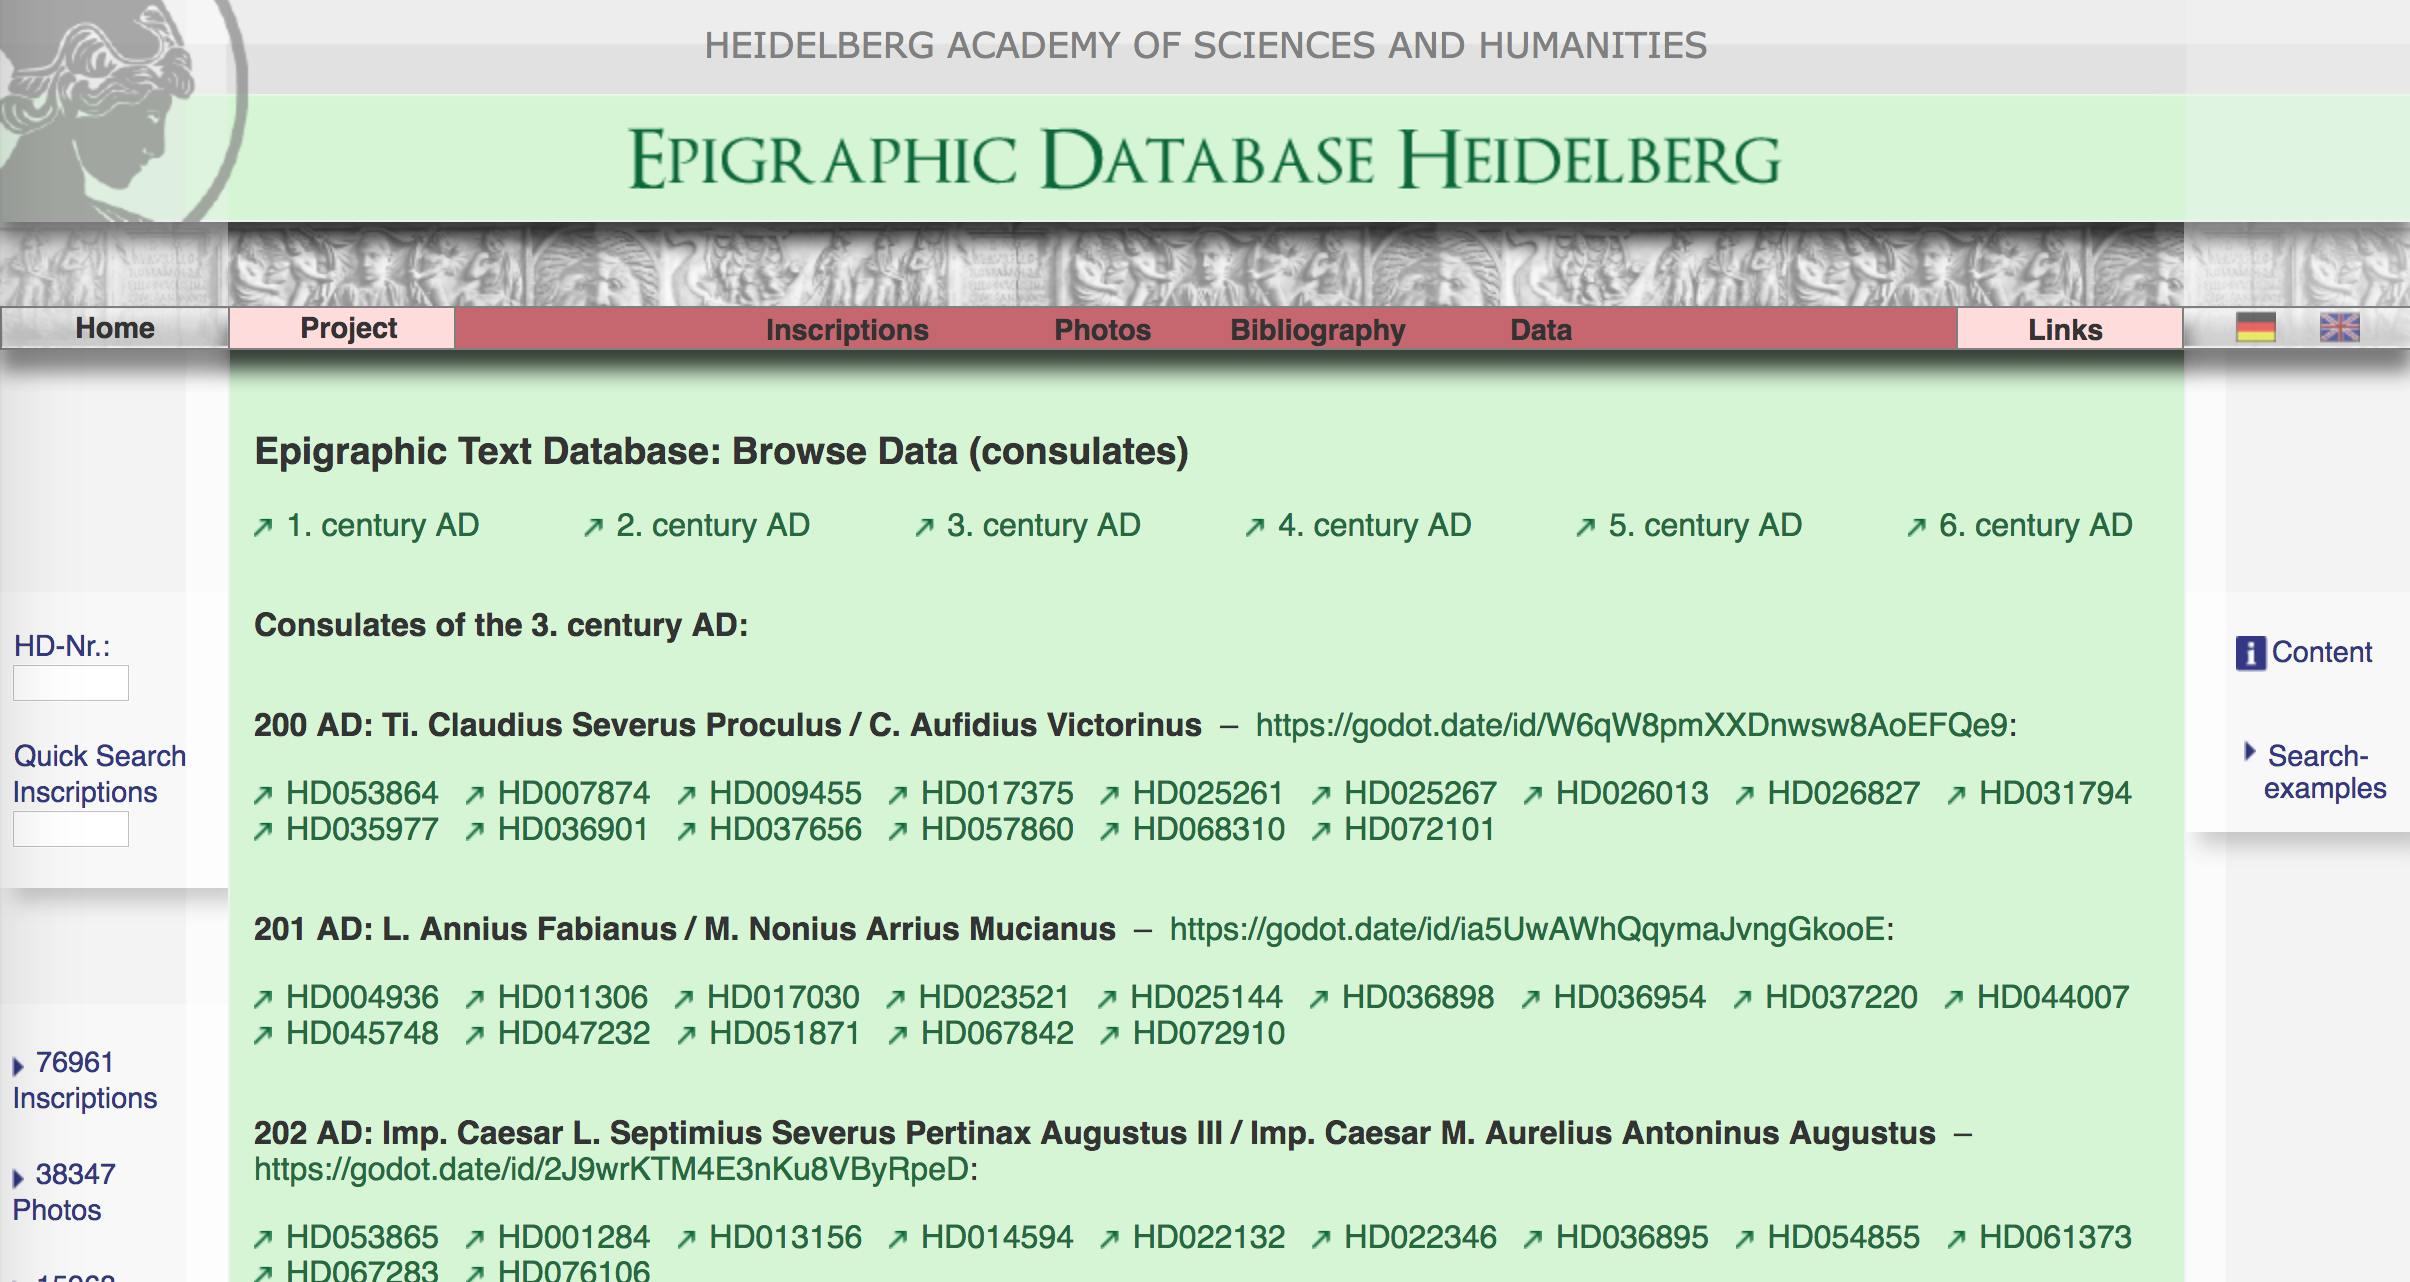 HEIDELBERG ACADEMY OF SCIENCES AND HUMANITIES
EPIGRAPHIC DATABASE HEIDELBERG
Home Project Inscriptions Photos Bibliography Data Links
Epigraphic Text Database: Browse Data (consulates)
1. century AD 2. century AD 3. century AD 4. century AD 5. century AD 6. century AD
Consulates of the 3. century AD:
HD-Nr.:
Quick Search
Inscriptions
76961
Inscriptions
38347
Photos
200 AD: Ti. Claudius Severus Proculus / C. Aufidius Victorinus – https://godot.date/id/W6qW8pmXXDnwsw8AoEFQe9:
HD053864 HD007874 HD009455 HD017375 HD025261 HD025267 HD026013 HD026827 HD031794
HD035977 HD036901 HD037656 HD057860 HD068310 HD072101
201 AD: L. Annius Fabianus / M. Nonius Arrius Mucianus – https://godot.date/id/ia5UwAWhQqymaJvngGkooE:
HD004936 HD011306 HD017030 HD023521 HD025144 HD036898 HD036954 HD037220 HD044007
HD045748 HD047232 HD051871 HD067842 HD072910
202 AD: Imp. Caesar L. Septimius Severus Pertinax Augustus III / Imp. Caesar M. Aurelius Antoninus Augustus –
https://godot.date/id/2J9wrKTM4E3nKu8VByRpeD:
HD053865 HD001284 HD013156 HD014594 HD022132 HD022346 HD036895 HD054855 HD061373
HD067283 HD076106
Content
Search-
examples